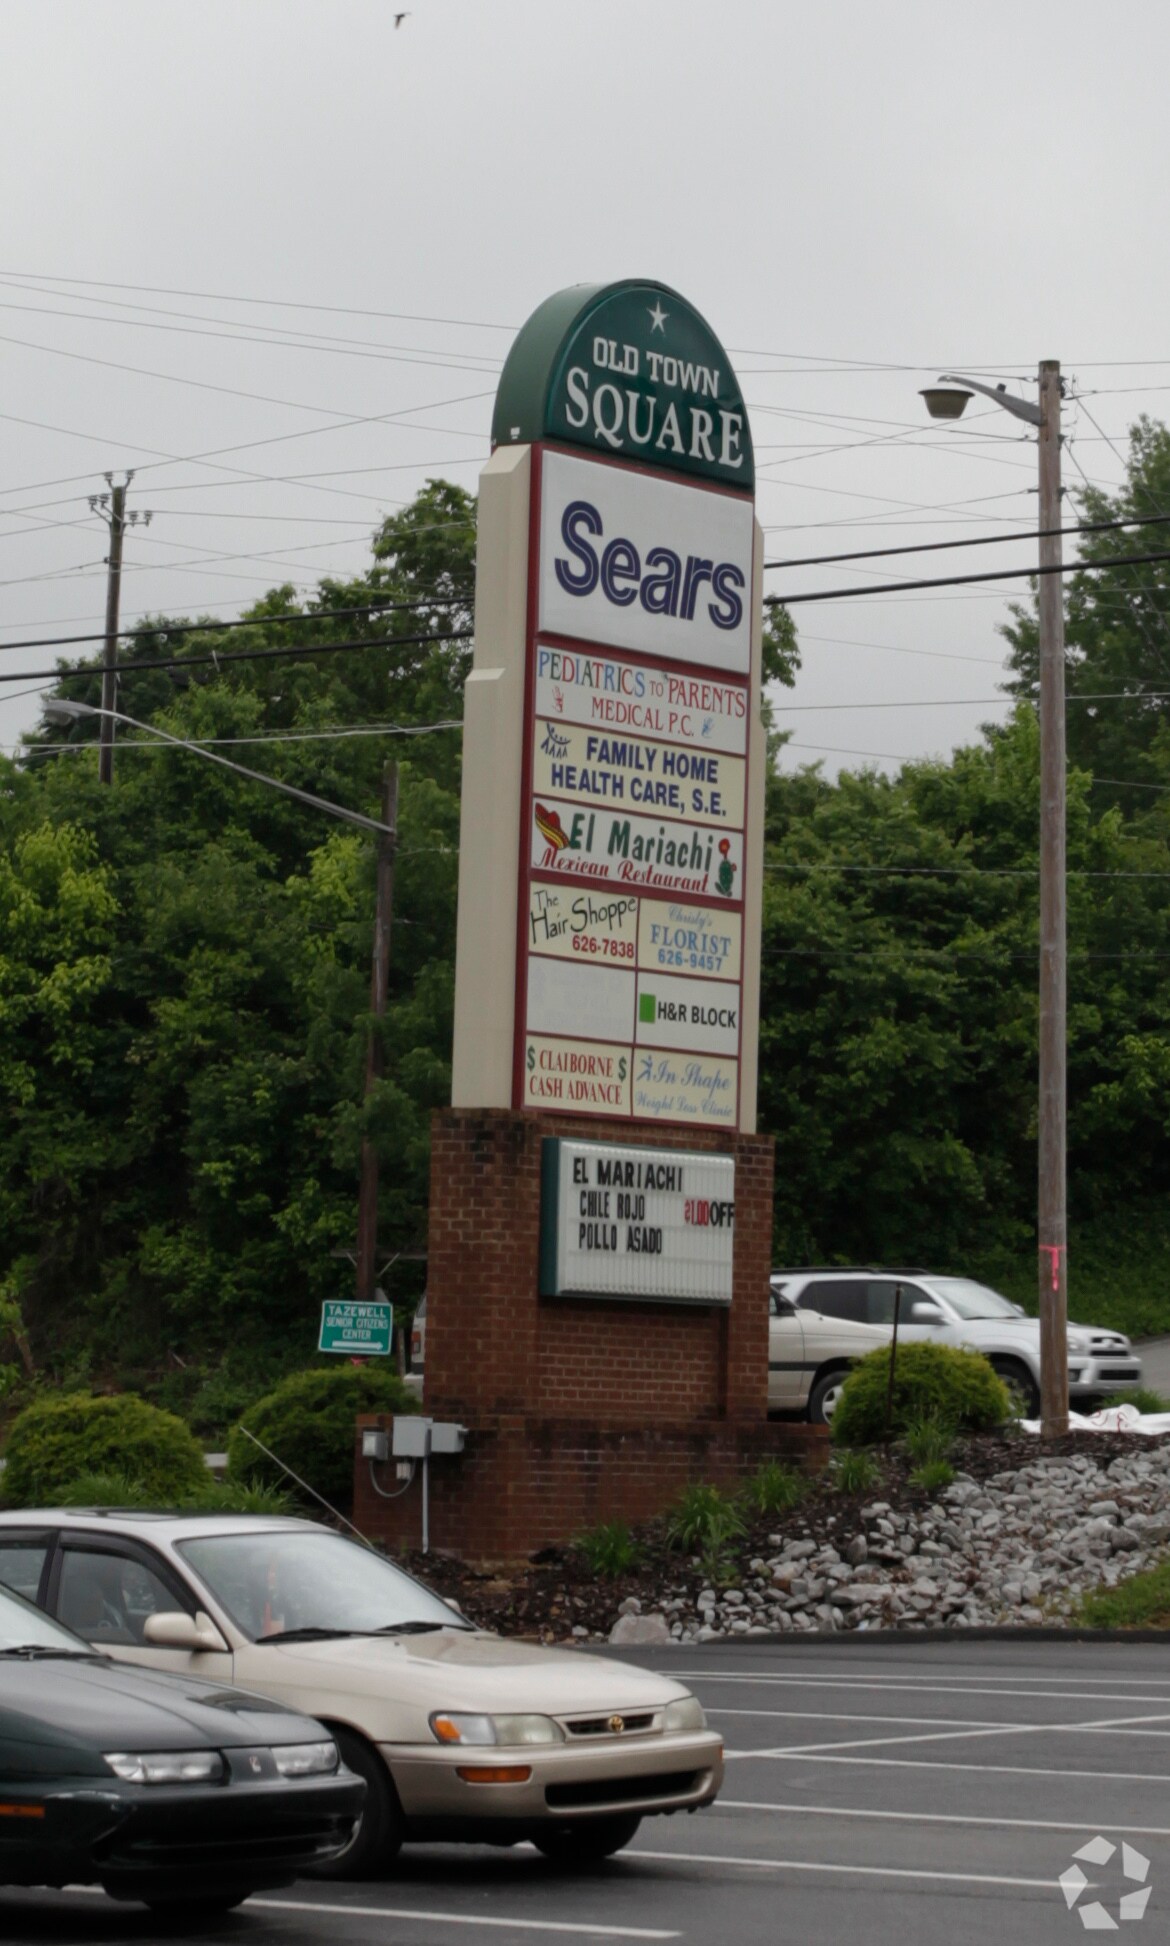 OLD TOWN
SQUARE
Sears
PEDIATRICS TO PARENTS
MEDICAL P.C.
FAMILY HOME
HEALTH CARE, S.E.
El Mariachi
Mexican Restaurant
The
Hair Shoppe
626-7838
Christy's
FLORIST
626-9457
H&R BLOCK
$ CLAIBORNE $
CASH ADVANCE
In Shape
Weight Loss Clinic
EL MARIACHI
CHILE ROJO $1.00 OFF
POLLO ASADO
TAZEWELL
SENIOR CITIZENS
CENTER